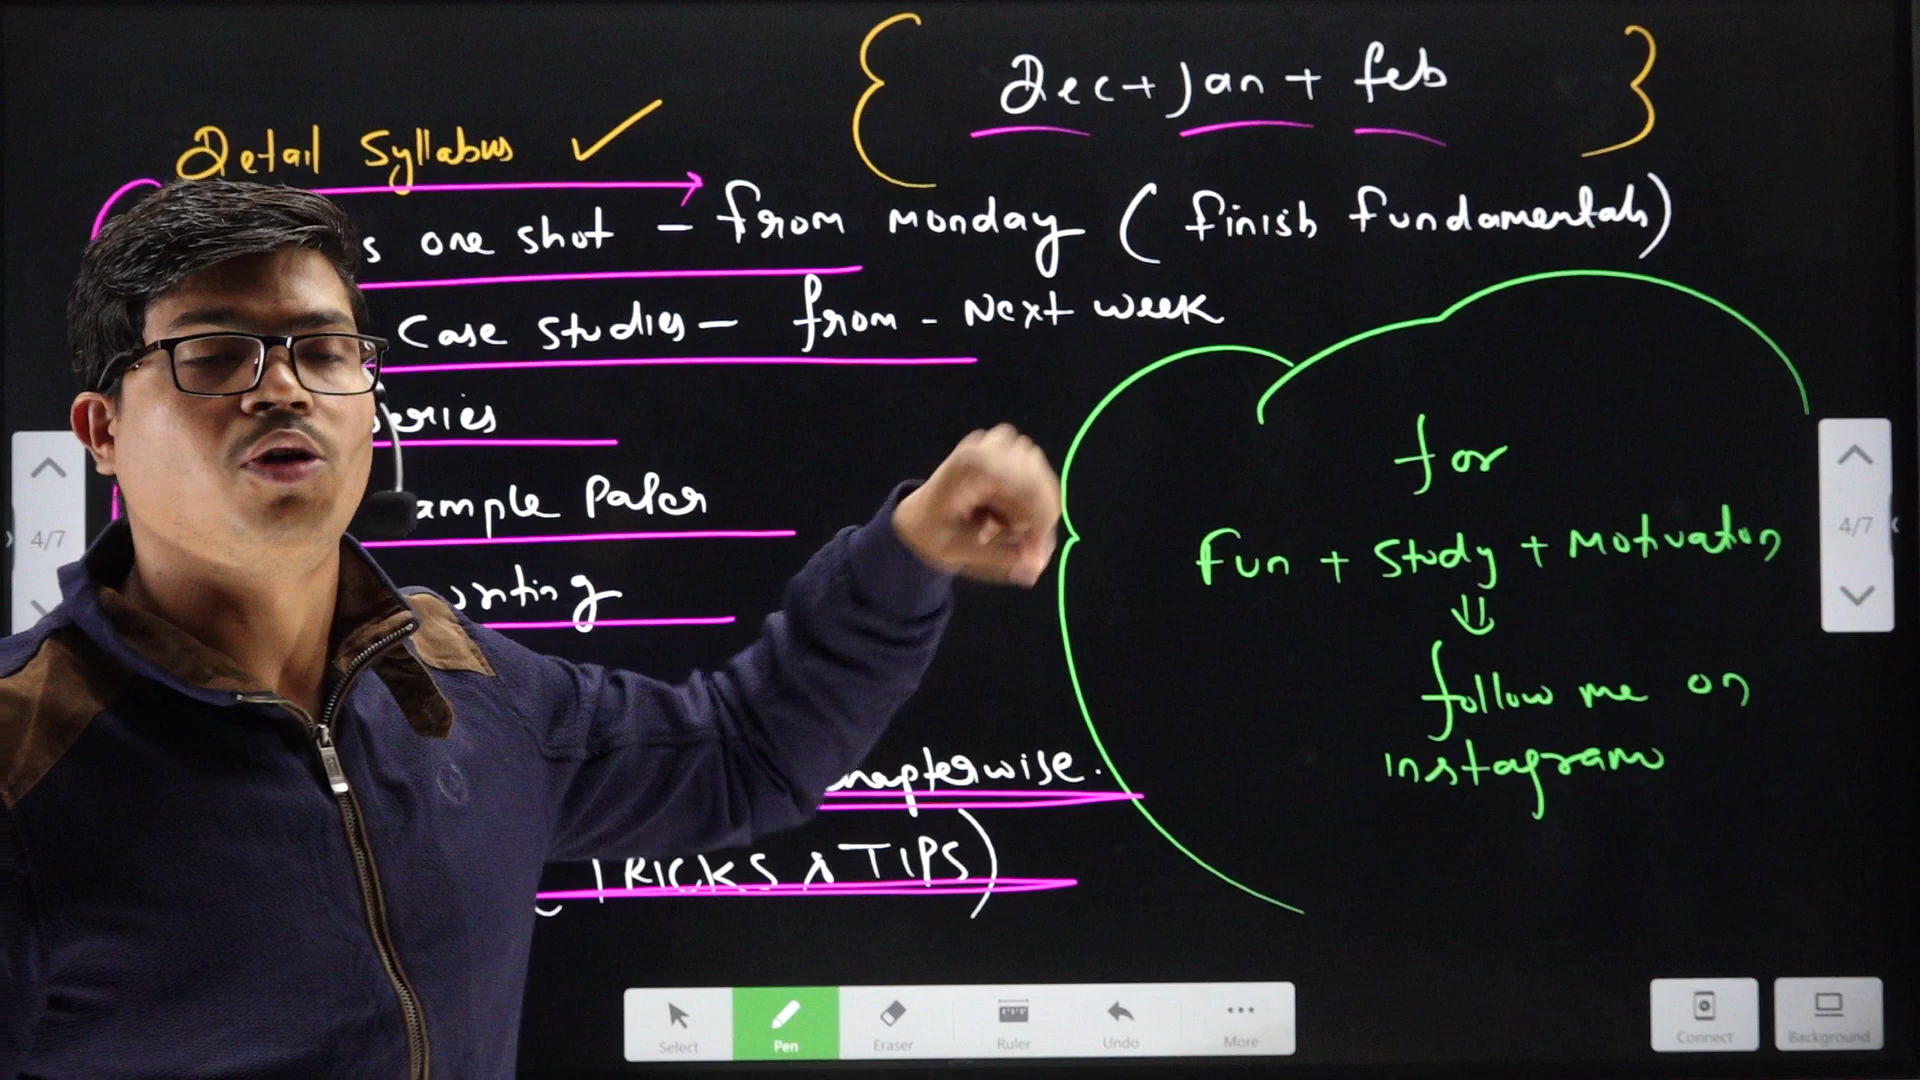 Dec + Jan + feb
Detail Syllabus
s one shot - from monday (finish fundamentals)
Case studies - from - Next week
series
ample Paper
nting
hapterwise.
TRICKS & TIPS)
for
Fun + Study + Motivation
follow me on
instagram
4/7
4/7
Select
Pen
Eraser
Ruler
Undo
More
Connect
Background